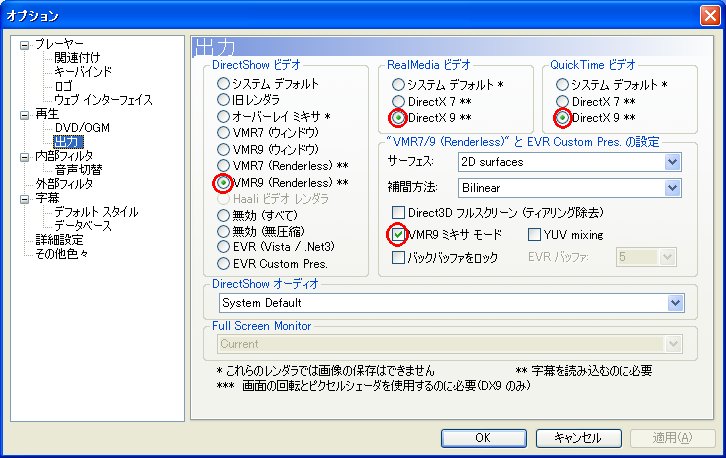 オプション
プレーヤー
関連付け
キーバインド
ロゴ
ウェブ インターフェイス
再生
DVD/OGM
出力
内部フィルタ
音声切替
外部フィルタ
字幕
デフォルト スタイル
データベース
詳細設定
その他色々
出力
DirectShow ビデオ
システム デフォルト
旧レンダラ
オーバーレイ ミキサ *
VMR7 (ウィンドウ)
VMR9 (ウィンドウ)
VMR7 (Renderless) **
VMR9 (Renderless) **
Haali ビデオ レンダラ
無効 (すべて)
無効 (無圧縮)
EVR (Vista / .Net3)
EVR Custom Pres.
RealMedia ビデオ
システム デフォルト *
DirectX 7 **
DirectX 9 **
QuickTime ビデオ
システム デフォルト *
DirectX 7 **
DirectX 9 **
"VMR7/9 (Renderless)" と EVR Custom Pres. の設定
サーフェス: 2D surfaces
補間方法: Bilinear
Direct3D フルスクリーン (ティアリング除去)
VMR9 ミキサ モード YUV mixing
バックバッファをロック EVR バッファ: 5
DirectShow オーディオ
System Default
Full Screen Monitor
Current
* これらのレンダラでは画像の保存はできません ** 字幕を読み込むのに必要
*** 画面の回転とピクセルシェーダを使用するのに必要(DX9 のみ)
OK キャンセル 適用(A)